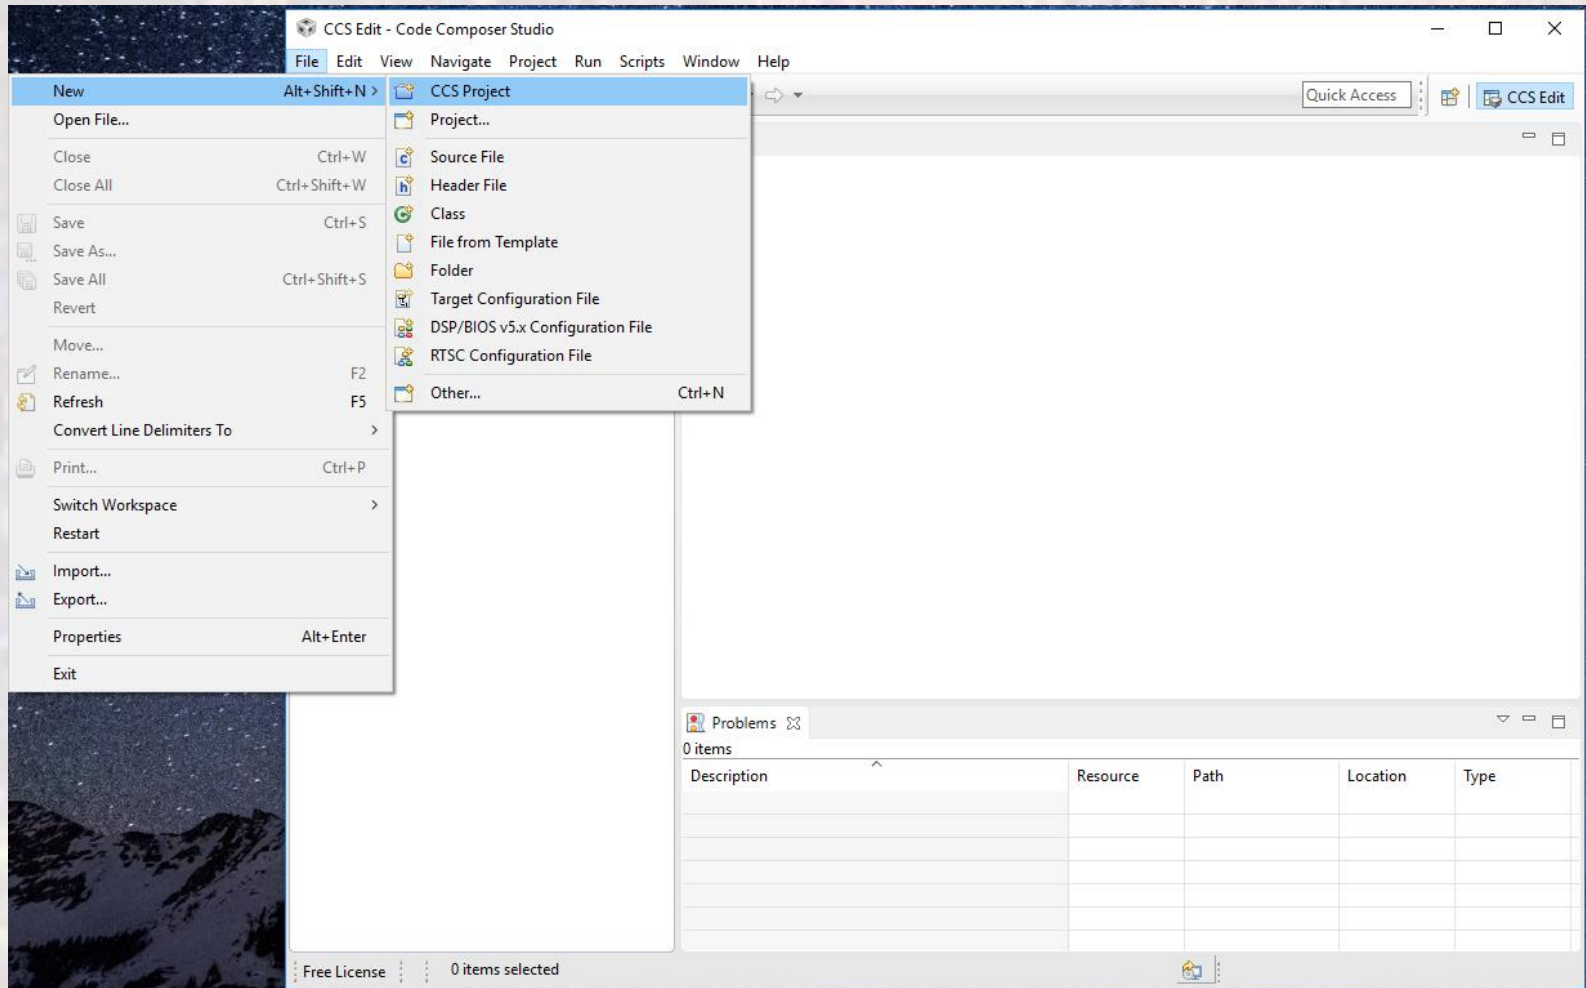 CCS Edit - Code Composer Studio
File Edit View Navigate Project Run Scripts Window Help
New Alt+Shift+N >
Open File...
Close Ctrl+W
Close All Ctrl+Shift+W
Save Ctrl+S
Save As...
Save All Ctrl+Shift+S
Revert
Move...
Rename... F2
Refresh F5
Convert Line Delimiters To >
Print... Ctrl+P
Switch Workspace >
Restart
Import...
Export...
Properties Alt+Enter
Exit
CCS Project
Project...
Source File
Header File
Class
File from Template
Folder
Target Configuration File
DSP/BIOS v5.x Configuration File
RTSC Configuration File
Other... Ctrl+N
Quick Access
CCS Edit
Problems
0 items
Description Resource Path Location Type
Free License 0 items selected